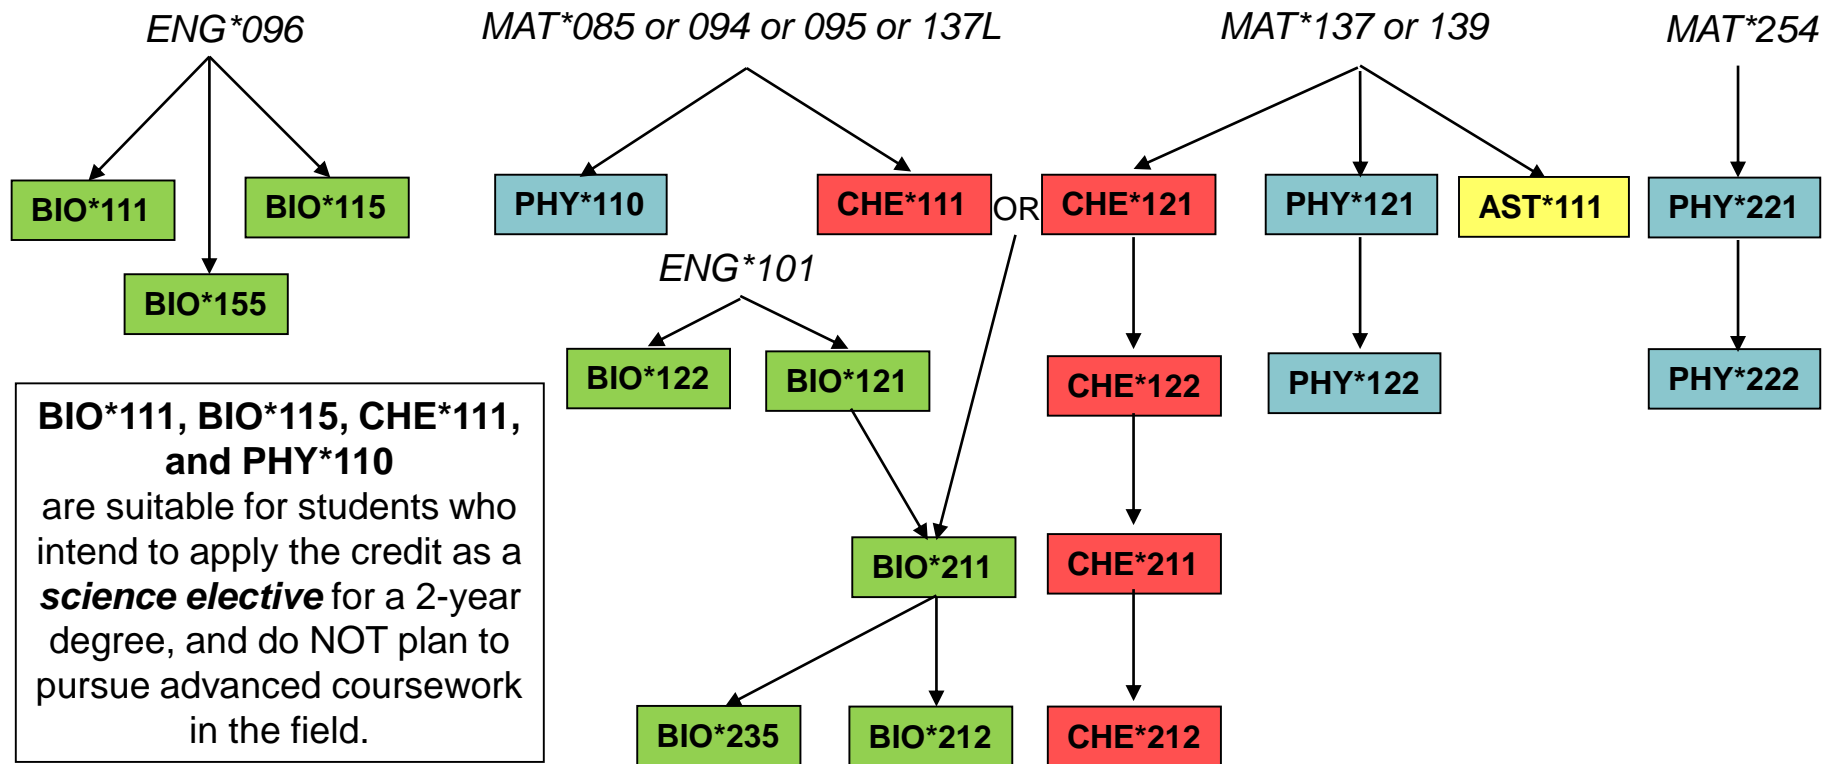 ENG*096
MAT*085 or 094 or 095 or 137L
MAT*137 or 139
MAT*254
BIO*111
BIO*115
PHY*110
CHE*111
OR
CHE*121
PHY*121
AST*111
PHY*221
ENG*101
BIO*155
BIO*122
BIO*121
CHE*122
PHY*122
PHY*222
BIO*111, BIO*115, CHE*111,
and PHY*110
are suitable for students who
intend to apply the credit as a
science elective for a 2-year
degree, and do NOT plan to
pursue advanced coursework
in the field.
BIO*211
CHE*211
BIO*235
BIO*212
CHE*212